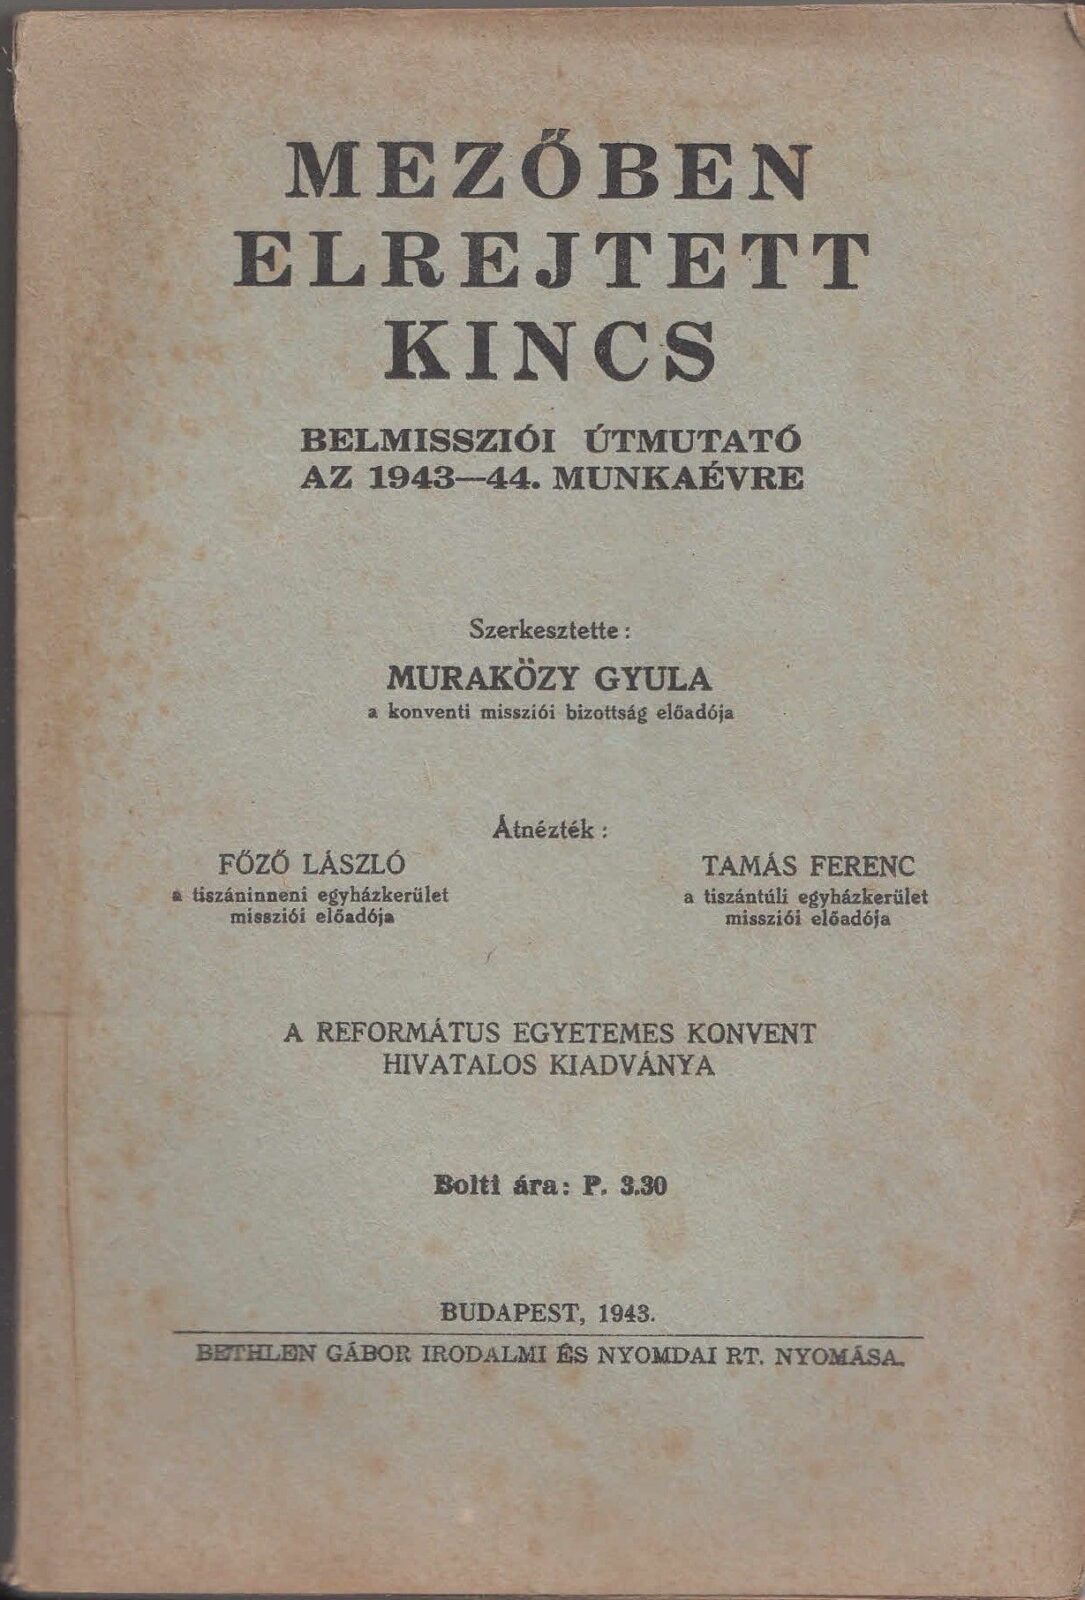 MEZŐBEN
ELREJTETT
KINCS
BELMISSZIÓI ÚTMUTATÓ
AZ 1943—44. MUNKAÉVRE
Szerkesztette :
MURAKÖZY GYULA
a konventi missziói bizottság előadója
Átnézték :
FŐZŐ LÁSZLÓ
a tiszáninneni egyházkerület
missziói előadója
TAMÁS FERENC
a tiszántúli egyházkerület
missziói előadója
A REFORMÁTUS EGYETEMES KONVENT
HIVATALOS KIADVÁNYA
Bolti ára: P. 3.30
BUDAPEST, 1943.
BETHLEN GÁBOR IRODALMI ÉS NYOMDAI RT. NYOMÁSA.